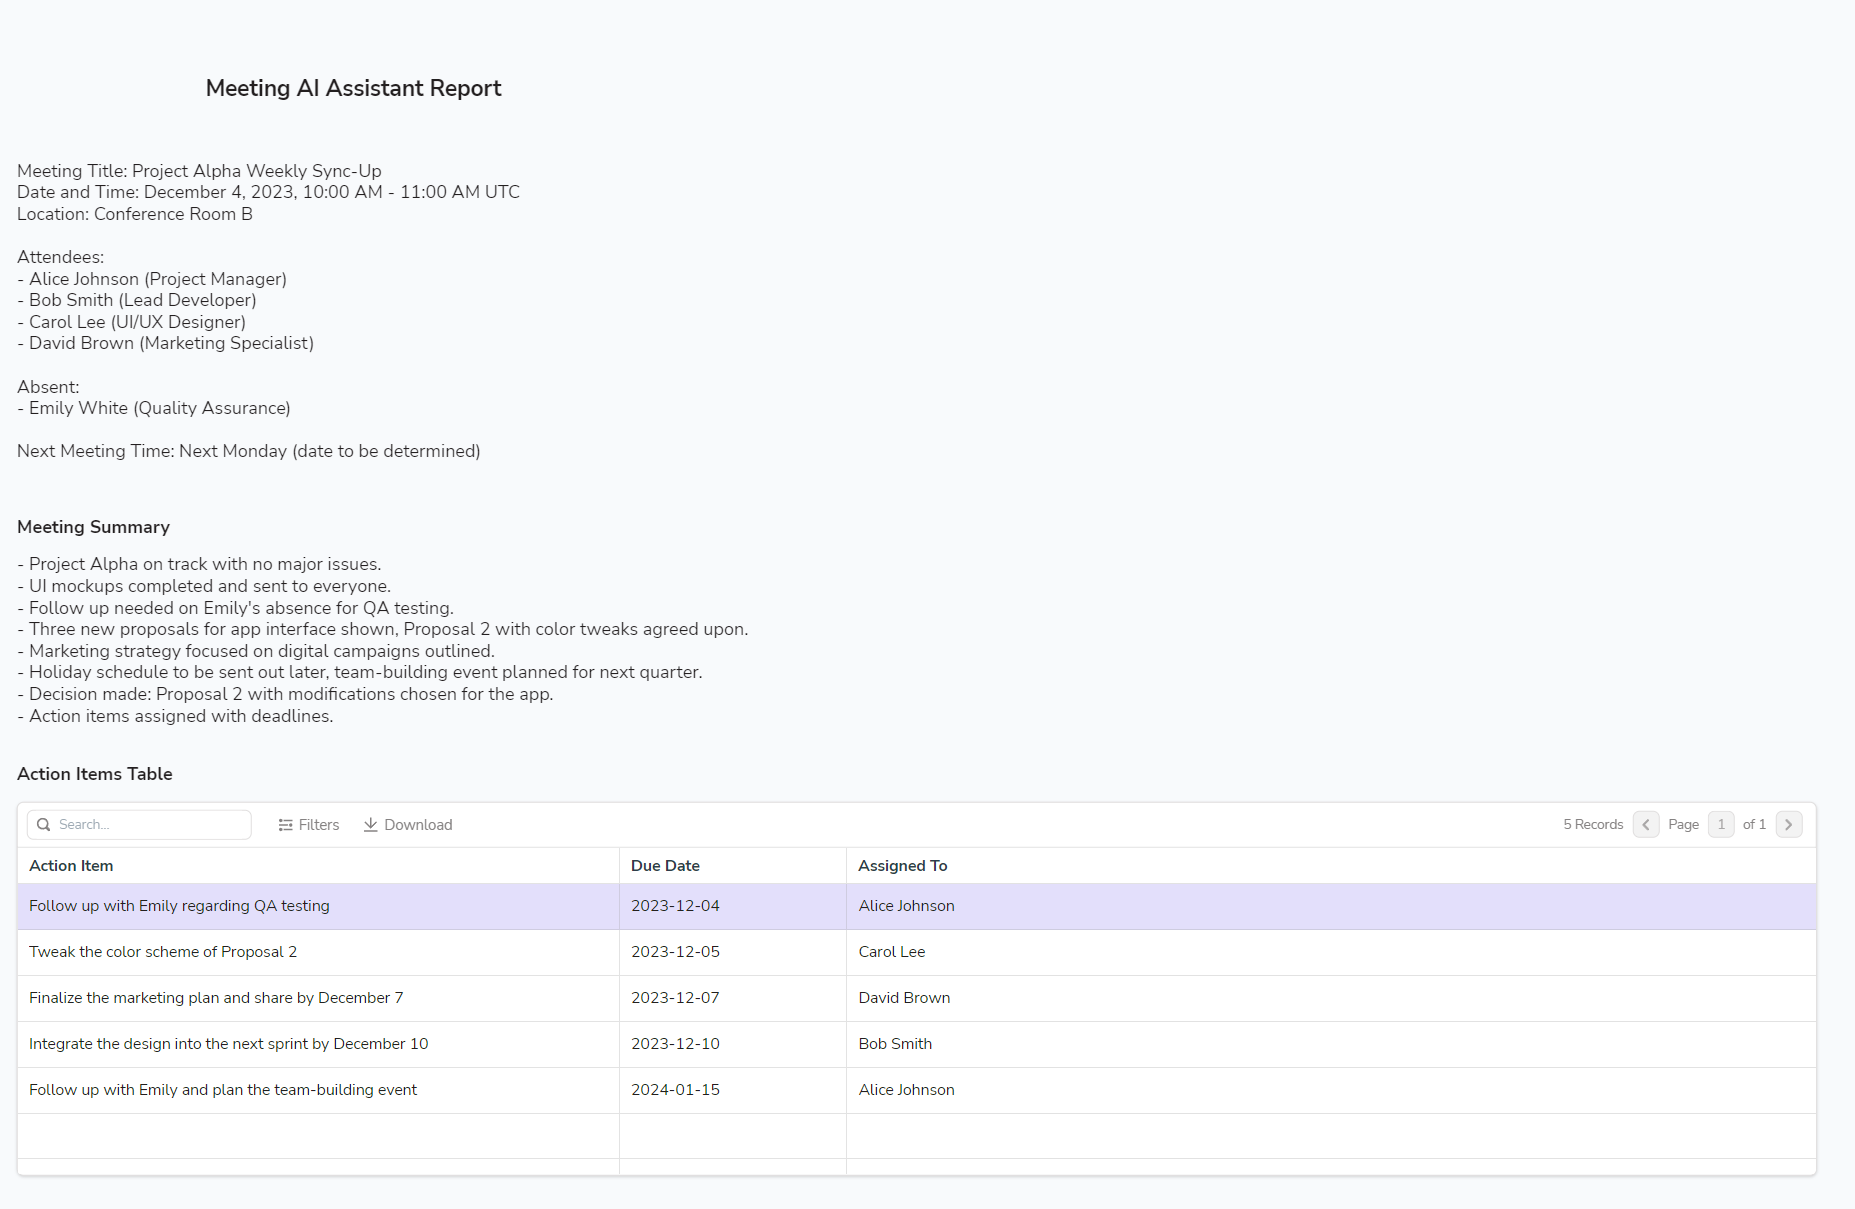 Meeting AI Assistant Report
Meeting Title: Project Alpha Weekly Sync-Up
Date and Time: December 4, 2023, 10:00 AM - 11:00 AM UTC
Location: Conference Room B
Attendees:
- Alice Johnson (Project Manager)
- Bob Smith (Lead Developer)
- Carol Lee (UI/UX Designer)
- David Brown (Marketing Specialist)
Absent:
- Emily White (Quality Assurance)
Next Meeting Time: Next Monday (date to be determined)
Meeting Summary
- Project Alpha on track with no major issues.
- UI mockups completed and sent to everyone.
- Follow up needed on Emily's absence for QA testing.
- Three new proposals for app interface shown, Proposal 2 with color tweaks agreed upon.
- Marketing strategy focused on digital campaigns outlined.
- Holiday schedule to be sent out later, team-building event planned for next quarter.
- Decision made: Proposal 2 with modifications chosen for the app.
- Action items assigned with deadlines.
Action Items Table
Search... Filters Download 5 Records Page 1 of 1
Action Item Due Date Assigned To
Follow up with Emily regarding QA testing 2023-12-04 Alice Johnson
Tweak the color scheme of Proposal 2 2023-12-05 Carol Lee
Finalize the marketing plan and share by December 7 2023-12-07 David Brown
Integrate the design into the next sprint by December 10 2023-12-10 Bob Smith
Follow up with Emily and plan the team-building event 2024-01-15 Alice Johnson